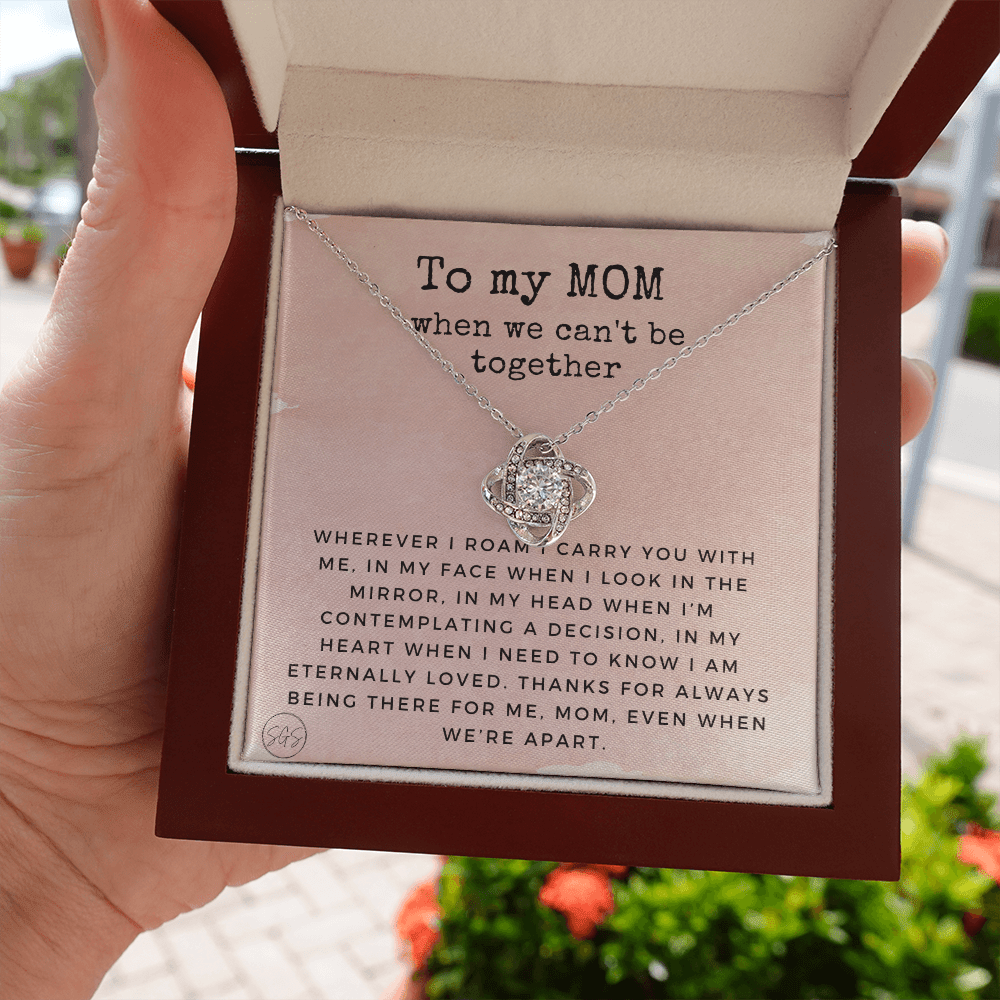 To my MOM
when we can't be
together
WHEREVER I ROAM I CARRY YOU WITH
ME, IN MY FACE WHEN I LOOK IN THE
MIRROR, IN MY HEAD WHEN I'M
CONTEMPLATING A DECISION, IN MY
HEART WHEN I NEED TO KNOW I AM
ETERNALLY LOVED. THANKS FOR ALWAYS
BEING THERE FOR ME, MOM, EVEN WHEN
WE'RE APART.
SGS